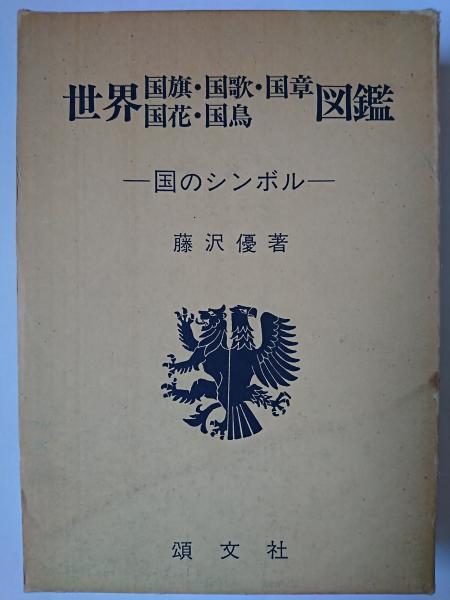 世界国旗・国歌・国章図鑑
国花・国鳥
—国のシンボル—
藤沢優著
頌文社